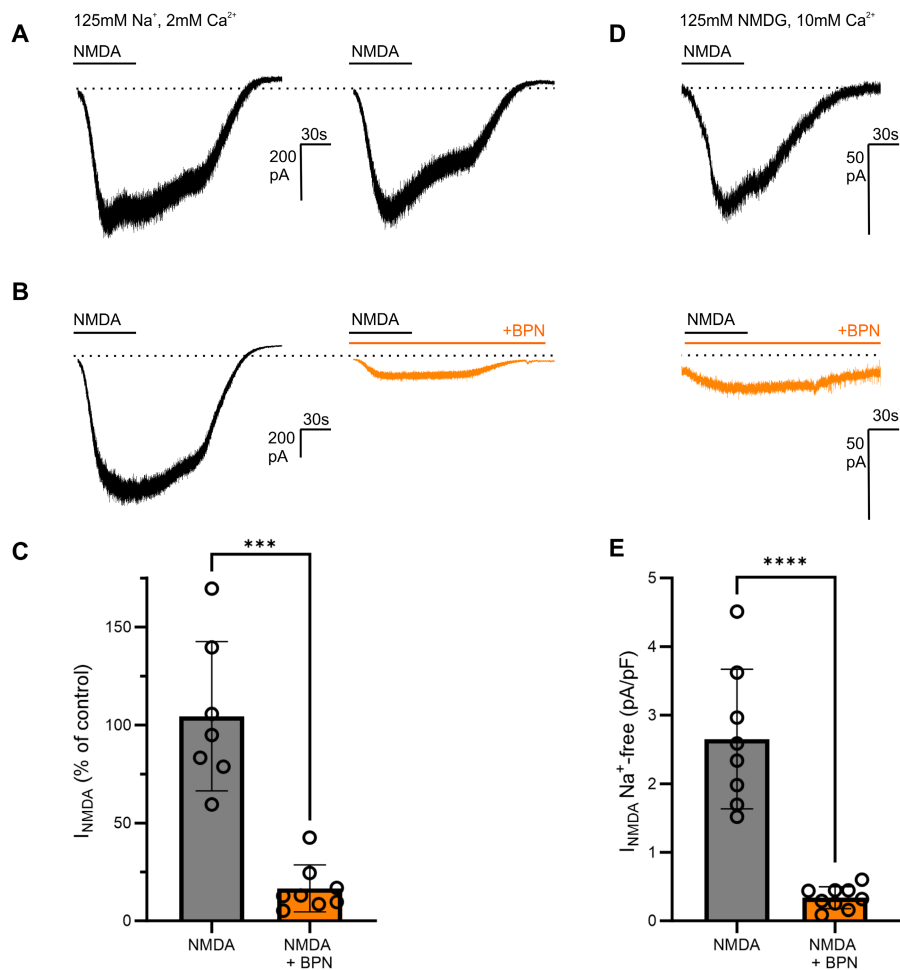 A
125mM Na⁺, 2mM Ca²⁺
NMDA
NMDA
30s
200
pA
D
125mM NMDG, 10mM Ca²⁺
NMDA
30s
50
pA
B
NMDA
30s
200
pA
NMDA
+BPN
NMDA
+BPN
30s
50
pA
C
***
I_NMDA (% of control)
150
100
50
0
NMDA
NMDA
+ BPN
E
****
I_NMDA Na⁺-free (pA/pF)
5
4
3
2
1
0
NMDA
NMDA
+ BPN